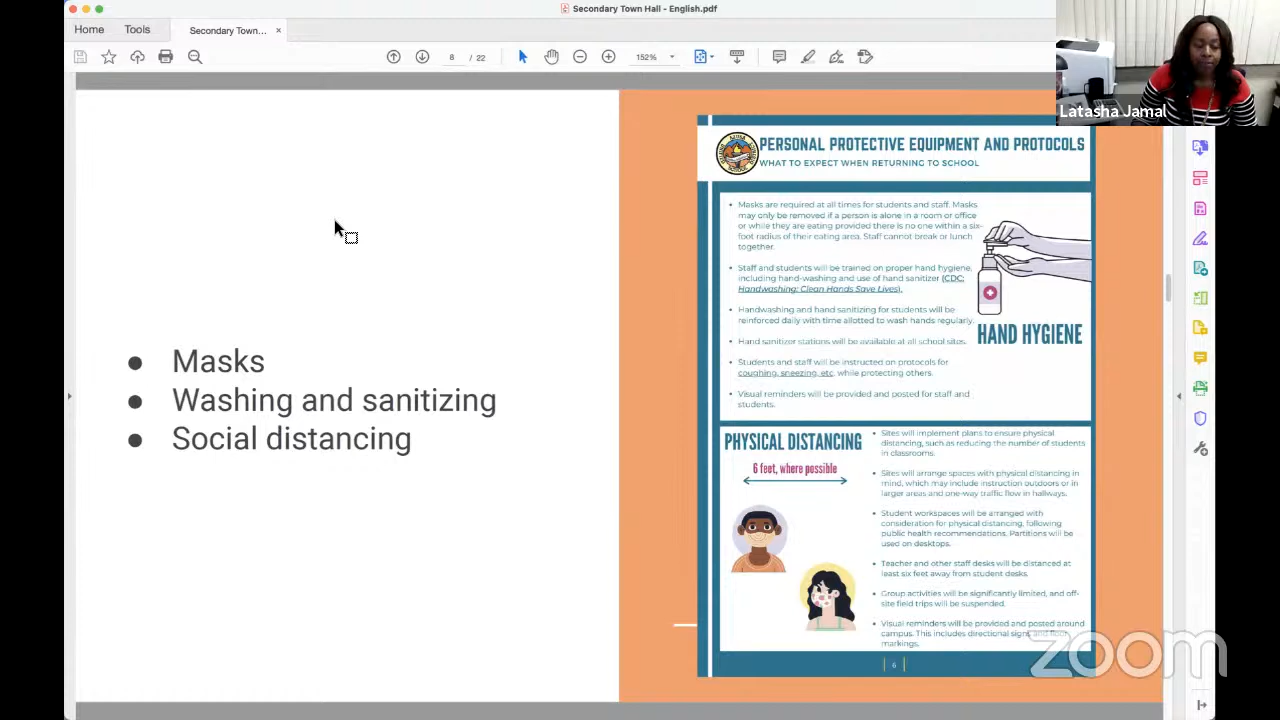 Secondary Town Hall - English.pdf
Home Tools Secondary Town... ×
8 / 22 152%
Latasha Jamal
Masks
Washing and sanitizing
Social distancing
PERSONAL PROTECTIVE EQUIPMENT AND PROTOCOLS
WHAT TO EXPECT WHEN RETURNING TO SCHOOL
Masks are required at all times for students and staff. Masks
may only be removed if a person is alone in a room or office
or while they are eating provided there is no one within a six-
foot radius of their eating area. Staff cannot break or lunch
together.
Staff and students will be trained on proper hand hygiene,
including hand-washing and use of hand sanitizer (CDC:
Handwashing: Clean Hands Save Lives).
Handwashing and hand sanitizing for students will be
reinforced daily with time allotted to wash hands regularly.
Hand sanitizer stations will be available at all school sites.
Students and staff will be instructed on protocols for
coughing, sneezing, etc, while protecting others.
Visual reminders will be provided and posted for staff and
students.
HAND HYGIENE
PHYSICAL DISTANCING
6 feet, where possible
Sites will implement plans to ensure physical
distancing, such as reducing the number of students
in classrooms.
Sites will arrange spaces with physical distancing in
mind, which may include instruction outdoors or in
larger areas and one-way traffic flow in hallways.
Student workspaces will be arranged with
consideration for physical distancing, following
public health recommendations. Partitions will be
used on desktops.
Teacher and other staff desks will be distanced at
least six feet away from student desks.
Group activities will be significantly limited, and off-
site field trips will be suspended.
Visual reminders will be provided and posted around
campus. This includes directional signs and floor
markings.
6
zoom